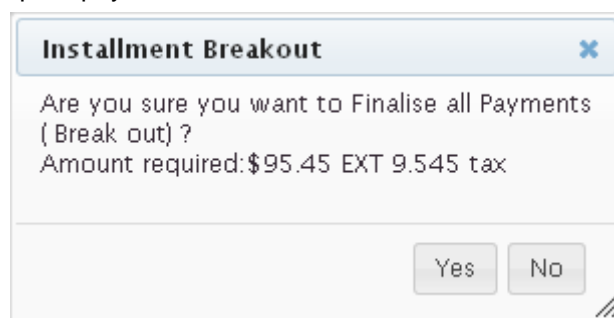 Installment Breakout
Are you sure you want to Finalise all Payments
( Break out) ?
Amount required:$95.45 EXT 9.545 tax
Yes No